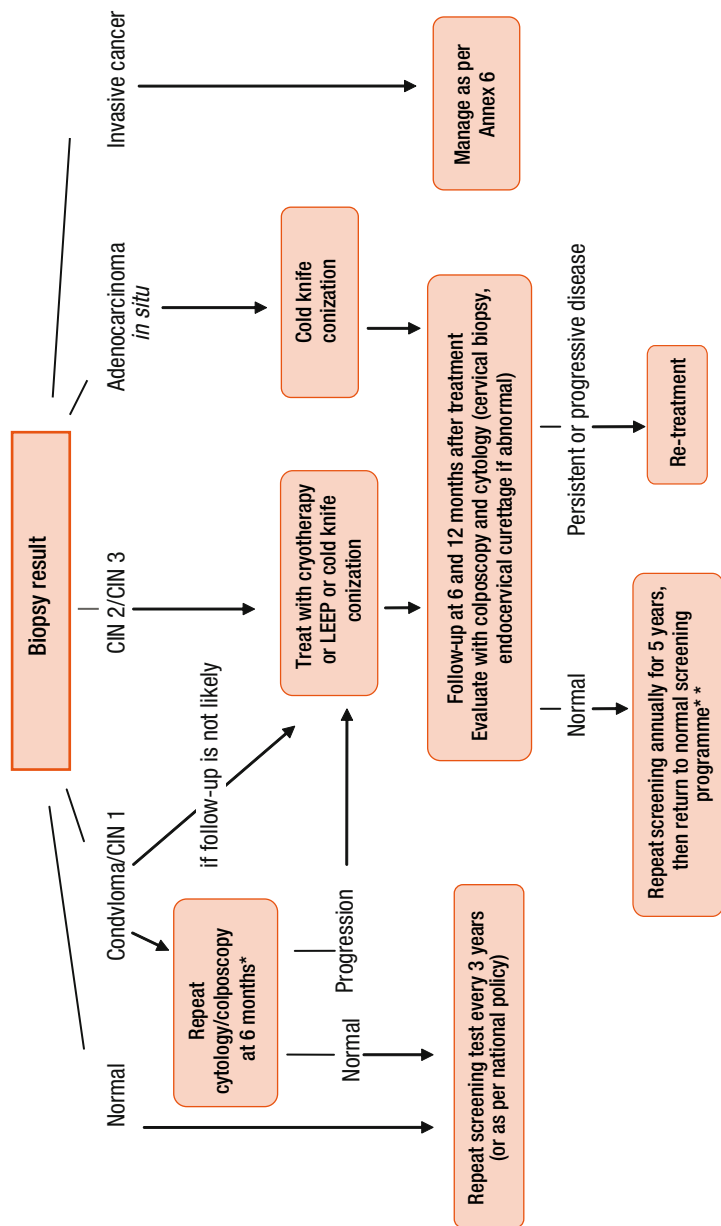 Biopsy result
Normal
Condvloma/CIN 1
CIN 2/CIN 3
Adenocarcinoma
in situ
Invasive cancer
if follow-up is not likely
Repeat
cytology/colposcopy
at 6 months*
Normal
Progression
Treat with cryotherapy
or LEEP or cold knife
conization
Cold knife
conization
Manage as per
Annex 6
Repeat screening test every 3 years
(or as per national policy)
Follow-up at 6 and 12 months after treatment
Evaluate with colposcopy and cytology (cervical biopsy,
endocervical curettage if abnormal)
Normal
Persistent or progressive disease
Repeat screening annually for 5 years,
then return to normal screening
programme* *
Re-treatment